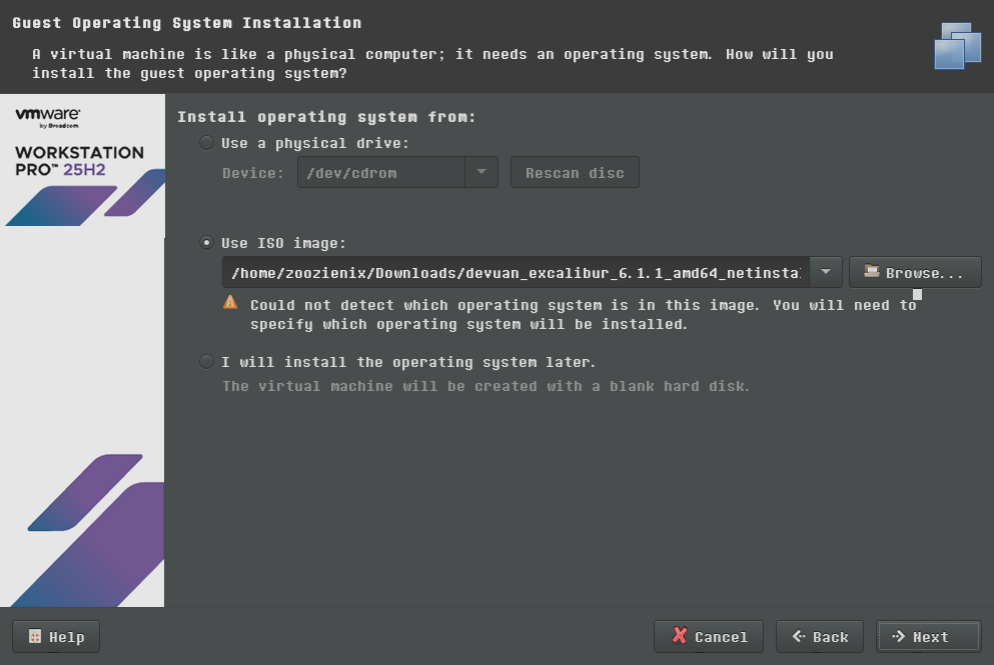 Guest Operating System Installation
A virtual machine is like a physical computer; it needs an operating system. How will you
install the guest operating system?
vmware
by Broadcom
WORKSTATION
PRO™ 25H2
Install operating system from:
Use a physical drive:
Device: /dev/cdrom Rescan disc
Use ISO image:
/home/zoozienix/Downloads/devuan_excalibur_6.1.1_amd64_netinsta Browse...
Could not detect which operating system is in this image. You will need to
specify which operating system will be installed.
I will install the operating system later.
The virtual machine will be created with a blank hard disk.
Help Cancel Back Next